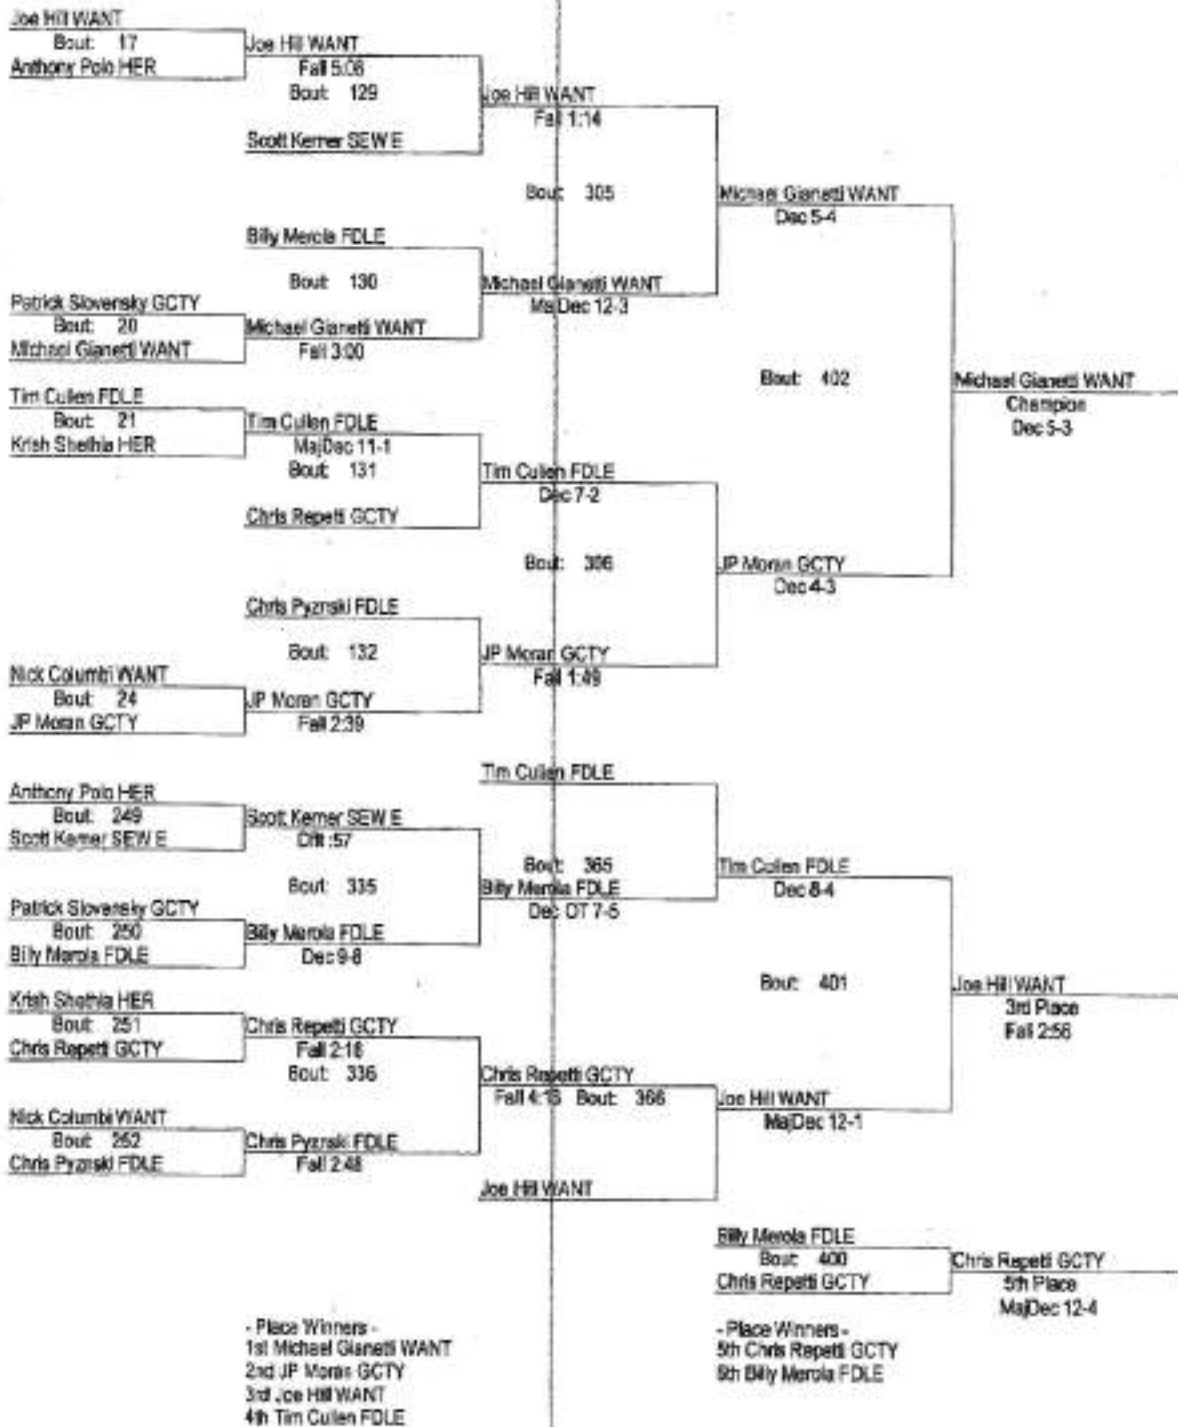 Joe Hill WANT
Bout: 17
Anthony Polo HER
Joe Hill WANT
Fall 5:08
Bout: 129
Scott Kerner SEW E
Joe Hill WANT
Fall 1:14
Bout: 305
Billy Merola FDLE
Bout: 130
Patrick Slovensky GCTY
Bout: 20
Michael Gianetti WANT
Michael Gianetti WANT
Fall 3:00
Michael Gianetti WANT
MajDec 12-3
Michael Gianetti WANT
Dec 5-4
Bout: 402
Michael Gianetti WANT
Champion
Dec 5-3
Tim Cullen FDLE
Bout: 21
Krish Shethia HER
Tim Cullen FDLE
MajDec 11-1
Bout: 131
Chris Repetti GCTY
Tim Cullen FDLE
Dec 7-2
Bout: 306
JP Moran GCTY
Dec 4-3
Chris Pyznski FDLE
Bout: 132
Nick Columbi WANT
Bout: 24
JP Moran GCTY
JP Moran GCTY
Fall 2:39
JP Moran GCTY
Fall 1:49
Tim Cullen FDLE
Anthony Polo HER
Bout: 249
Scott Kerner SEW E
Scott Kerner SEW E
Dflt :57
Bout: 335
Patrick Slovensky GCTY
Bout: 250
Billy Merola FDLE
Billy Merola FDLE
Dec 9-8
Bout: 365
Billy Merola FDLE
Dec OT 7-5
Tim Cullen FDLE
Dec 8-4
Bout: 401
Joe Hill WANT
3rd Place
Fall 2:56
Krish Shethia HER
Bout: 251
Chris Repetti GCTY
Chris Repetti GCTY
Fall 2:18
Bout: 336
Nick Columbi WANT
Bout: 252
Chris Pyznski FDLE
Chris Pyznski FDLE
Fall 2:48
Chris Repetti GCTY
Bout: 366
Joe Hill WANT
MajDec 12-1
Joe Hill WANT
Billy Merola FDLE
Bout: 400
Chris Repetti GCTY
Chris Repetti GCTY
5th Place
MajDec 12-4
- Place Winners -
1st Michael Gianetti WANT
2nd JP Moran GCTY
3rd Joe Hill WANT
4th Tim Cullen FDLE
- Place Winners -
5th Chris Repetti GCTY
6th Billy Merola FDLE